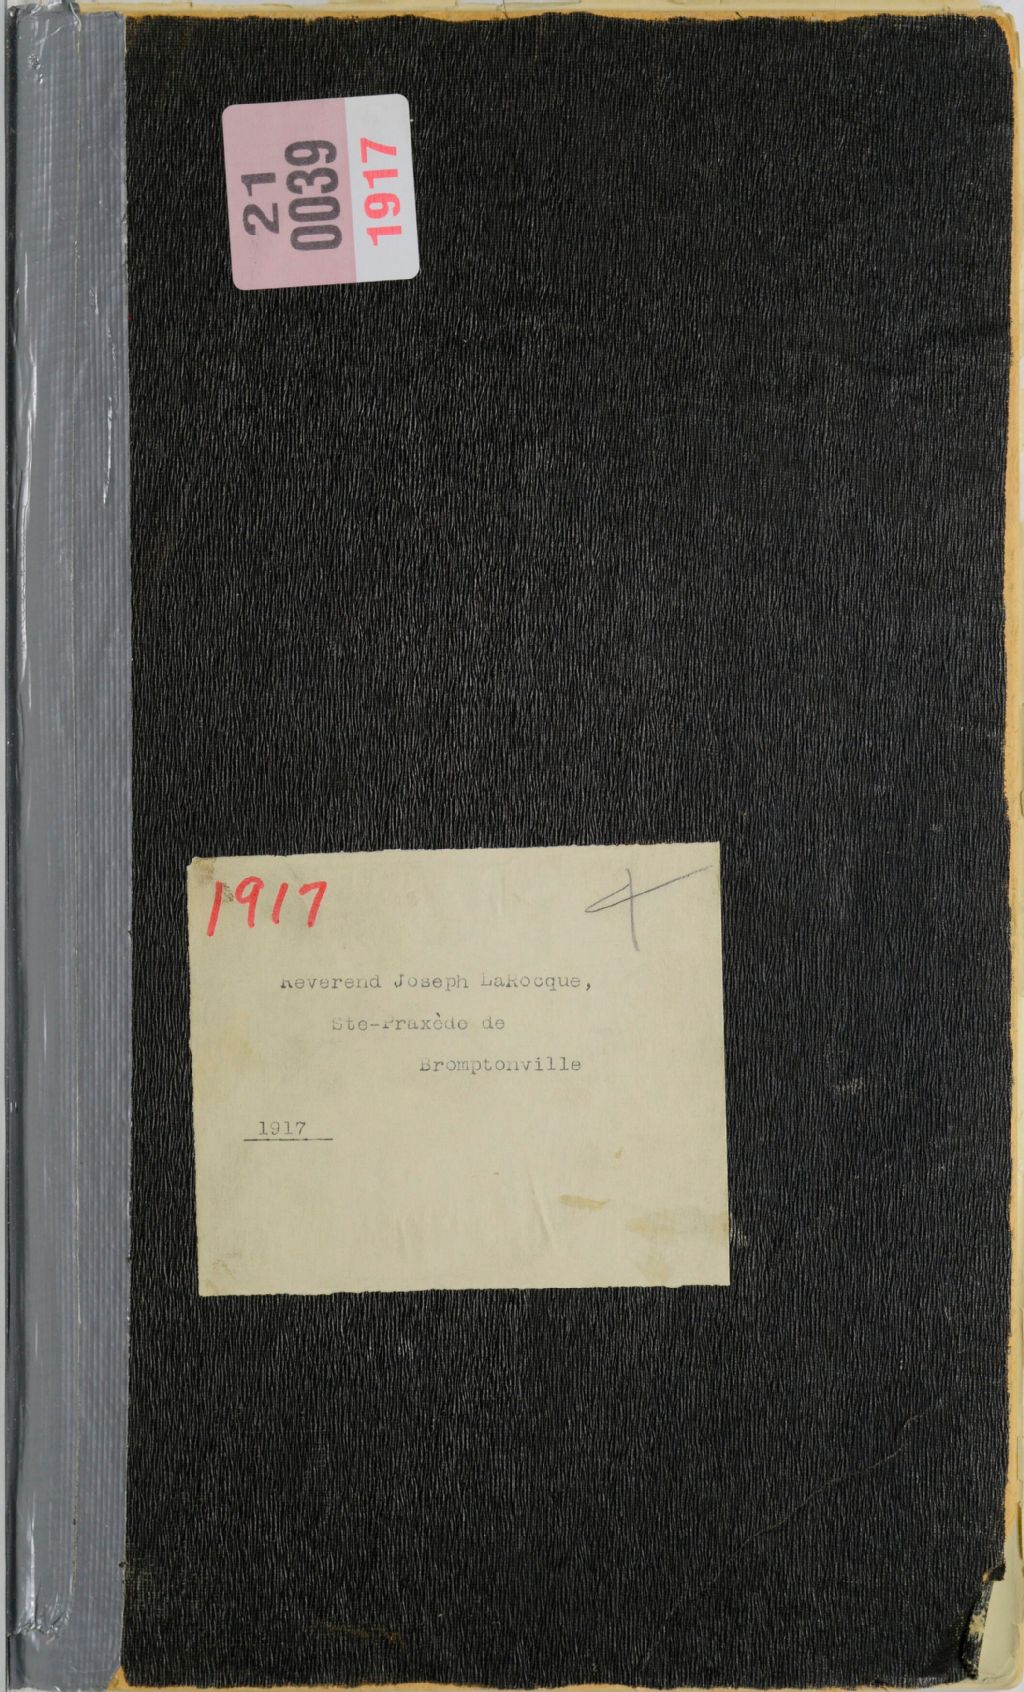 21
0039
1917
1917
Reverend Joseph LaRocque,
Ste-Praxède de
Bromptonville
1917